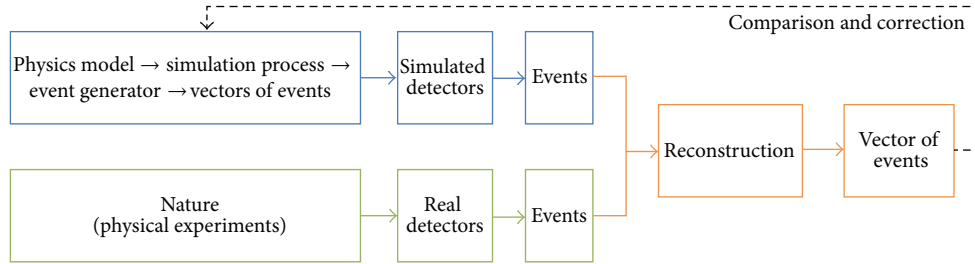 Comparison and correction
Physics model → simulation process →
event generator → vectors of events
Simulated
detectors
Events
Reconstruction
Vector of
events
Nature
(physical experiments)
Real
detectors
Events